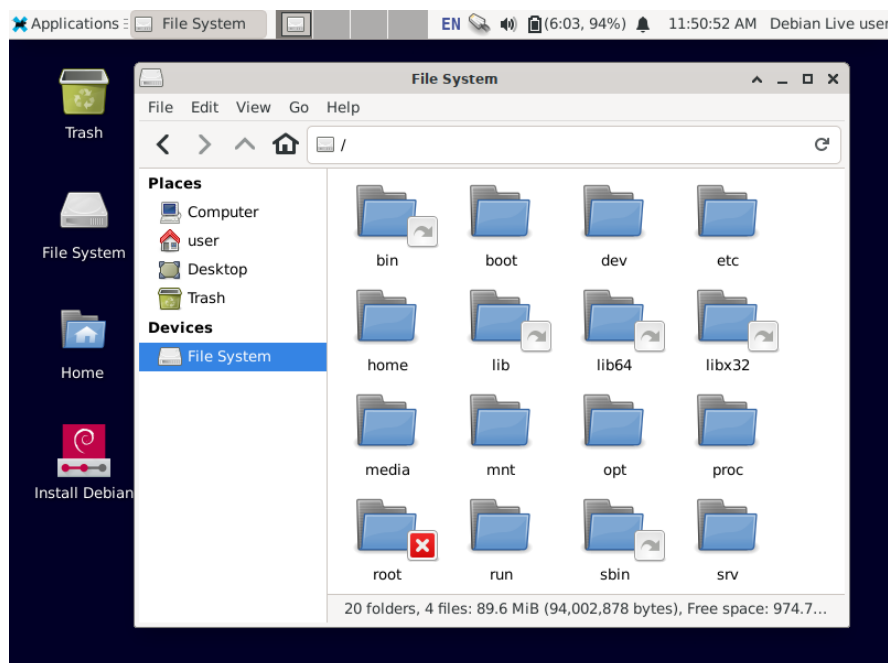 Applications
File System
EN
(6:03, 94%)
11:50:52 AM
Debian Live user
Trash
File System
Home
Install Debian
File System
File Edit View Go Help
/
Places
Computer
user
Desktop
Trash
Devices
File System
bin boot dev etc
home lib lib64 libx32
media mnt opt proc
root run sbin srv
20 folders, 4 files: 89.6 MiB (94,002,878 bytes), Free space: 974.7…